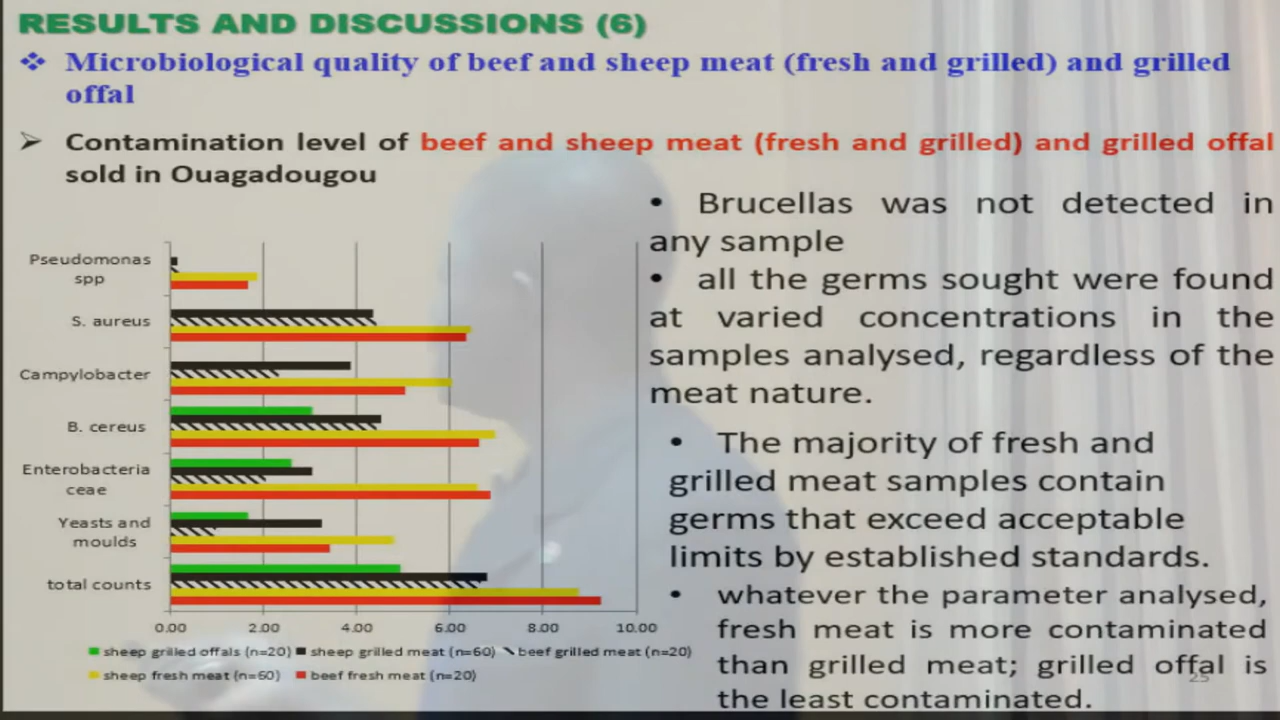 RESULTS AND DISCUSSIONS (6)
❖ Microbiological quality of beef and sheep meat (fresh and grilled) and grilled
offal
➢ Contamination level of beef and sheep meat (fresh and grilled) and grilled offal
sold in Ouagadougou
• Brucellas was not detected in
any sample
• all the germs sought were found
at varied concentrations in the
samples analysed, regardless of the
meat nature.
• The majority of fresh and
grilled meat samples contain
germs that exceed acceptable
limits by established standards.
• whatever the parameter analysed,
fresh meat is more contaminated
than grilled meat; grilled offal is
the least contaminated.
Pseudomonas
spp
S. aureus
Campylobacter
B. cereus
Enterobacteria
ceae
Yeasts and
moulds
total counts
0.00 2.00 4.00 6.00 8.00 10.00
sheep grilled offals (n=20) sheep grilled meat (n=60) beef grilled meat (n=20)
sheep fresh meat (n=60) beef fresh meat (n=20)
25